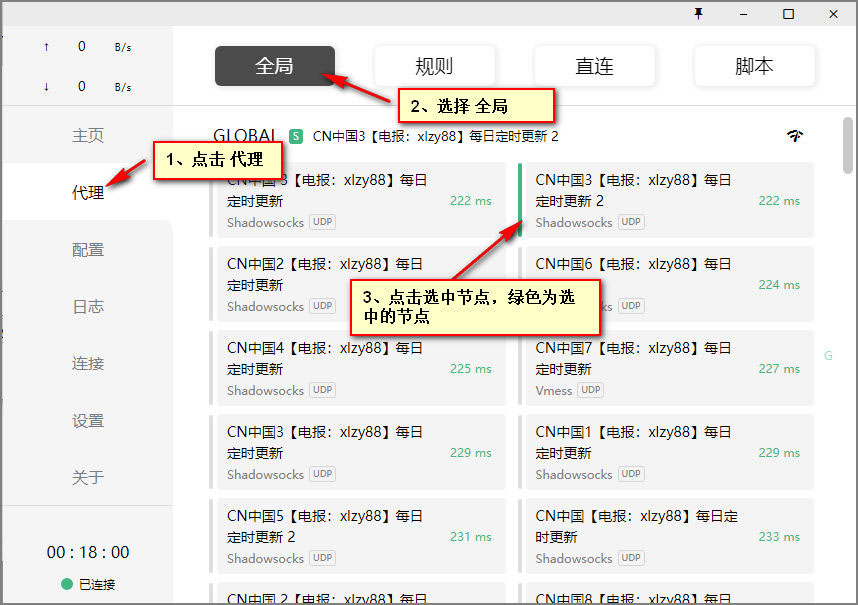 ↑ 0 B/s
↓ 0 B/s
主页
代理
配置
日志
连接
设置
关于
00 : 18 : 00
已连接
全局
规则
直连
脚本
1、点击 代理
2、选择 全局
3、点击选中节点，绿色为选
中的节点
GLOBAL S CN中国3【电报：xlzy88】每日定时更新 2
CN中国 8【电报：xlzy88】每日
定时更新
222 ms
Shadowsocks UDP
CN中国3【电报：xlzy88】每日
定时更新 2
222 ms
Shadowsocks UDP
CN中国2【电报：xlzy88】每日
定时更新
Shadowsocks UDP
CN中国6【电报：xlzy88】每日
224 ms
UDP
CN中国4【电报：xlzy88】每日
定时更新
225 ms
Shadowsocks UDP
CN中国7【电报：xlzy88】每日
定时更新
227 ms
Vmess UDP
CN中国3【电报：xlzy88】每日
定时更新
229 ms
Shadowsocks UDP
CN中国1【电报：xlzy88】每日
定时更新
229 ms
Shadowsocks UDP
CN中国5【电报：xlzy88】每日
定时更新 2
231 ms
Shadowsocks UDP
CN中国【电报：xlzy88】每日定
时更新
233 ms
Shadowsocks UDP
CN中国 2【电报：xlzy88】每日
CN中国8【电报：xlzy88】每日
G